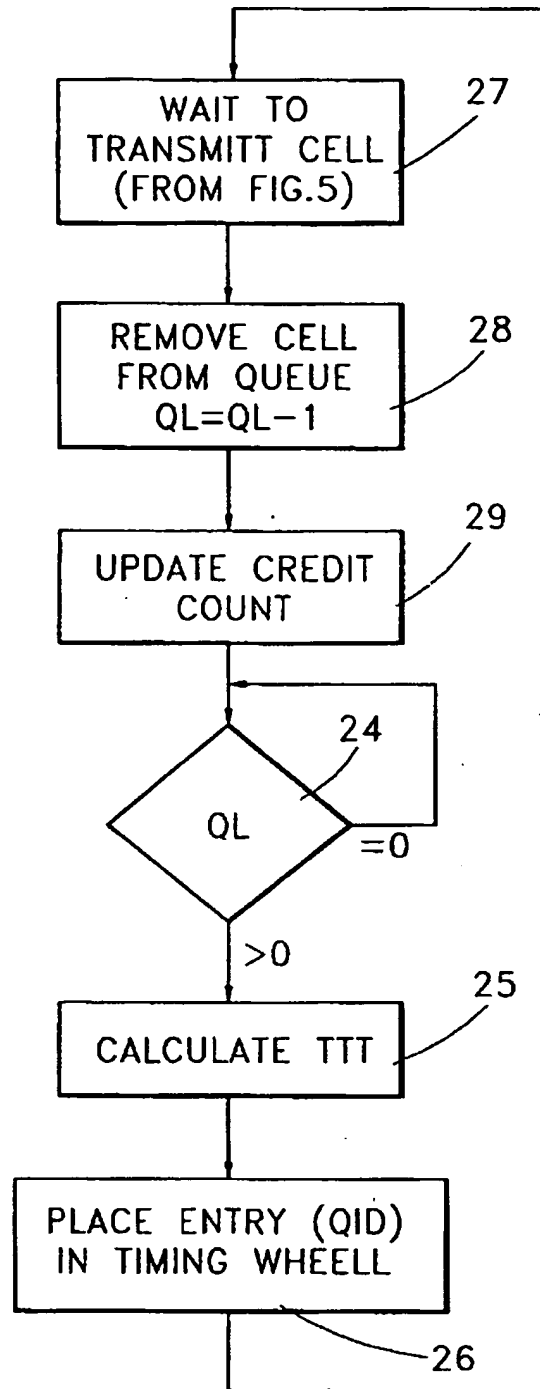 27
WAIT TO
TRANSMITT CELL
(FROM FIG.5)
28
REMOVE CELL
FROM QUEUE
QL=QL-1
29
UPDATE CREDIT
COUNT
24
QL
=0
>0
25
CALCULATE TTT
PLACE ENTRY (QID)
IN TIMING WHEELL
26